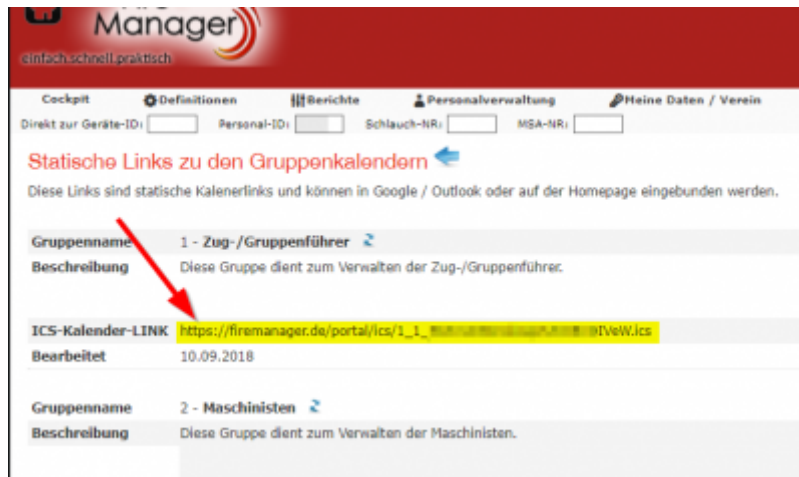 Manager
einfach.schnell.praktisch
Cockpit Definitionen Berichte Personalverwaltung Meine Daten / Verein
Direkt zur Geräte-ID: Personal-ID: Schlauch-NR: MSA-NR:
Statische Links zu den Gruppenkalendern
Diese Links sind statische Kalenerlinks und können in Google / Outlook oder auf der Homepage eingebunden werden.
Gruppenname 1 - Zug-/Gruppenführer
Beschreibung Diese Gruppe dient zum Verwalten der Zug-/Gruppenführer.
ICS-Kalender-LINK https://firemanager.de/portal/ics/1_1_ IVeW.ics
Bearbeitet 10.09.2018
Gruppenname 2 - Maschinisten
Beschreibung Diese Gruppe dient zum Verwalten der Maschinisten.